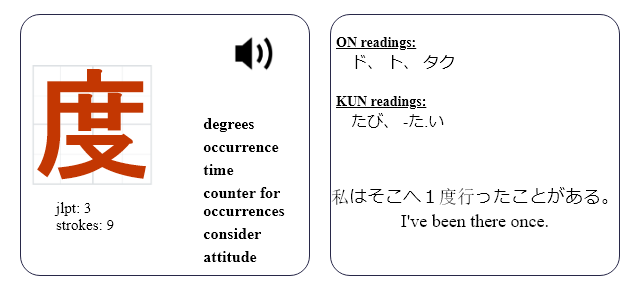 度
jlpt: 3
strokes: 9
degrees
occurrence
time
counter for
occurrences
consider
attitude
ON readings:
ド、 ト、 タク
KUN readings:
たび、 -た.い
私はそこへ１度行ったことがある。
I've been there once.